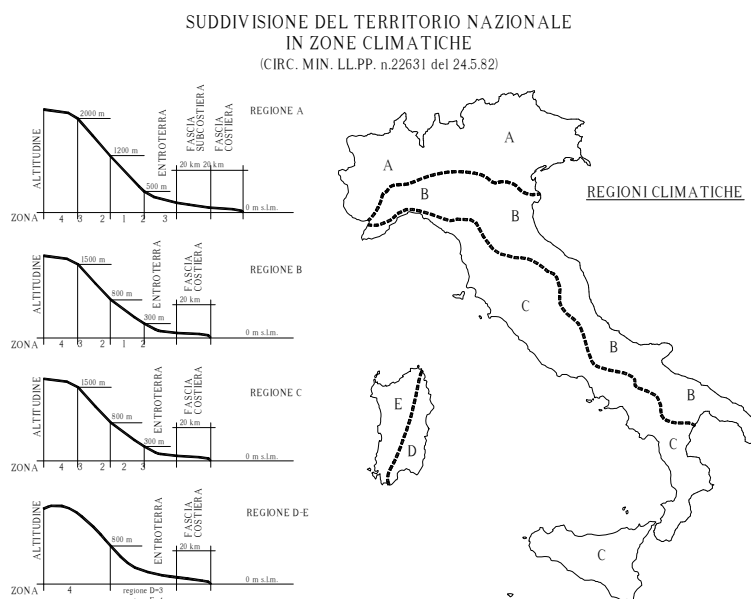 SUDDIVISIONE DEL TERRITORIO NAZIONALE
IN ZONE CLIMATICHE
(CIRC. MIN. LL.PP. n.22631 del 24.5.82)
ALTITUDINE
2000 m
1200 m
500 m
ENTROTERRA
FASCIA
SUBCOSTIERA
FASCIA
COSTIERA
20 km 20 km
REGIONE A
0 m s.l.m.
ZONA 4 3 2 1 2 3
ALTITUDINE
1500 m
800 m
300 m
ENTROTERRA
FASCIA
COSTIERA
20 km
REGIONE B
0 m s.l.m.
ZONA 4 3 2 1 2
ALTITUDINE
1500 m
800 m
300 m
ENTROTERRA
FASCIA
COSTIERA
20 km
REGIONE C
0 m s.l.m.
ZONA 4 3 2 2 3
ALTITUDINE
800 m
ENTROTERRA
FASCIA
COSTIERA
20 km
REGIONE D-E
0 m s.l.m.
ZONA 4
regione D=3
REGIONI CLIMATICHE
A
A
B
B
C
B
B
C
E
D
C